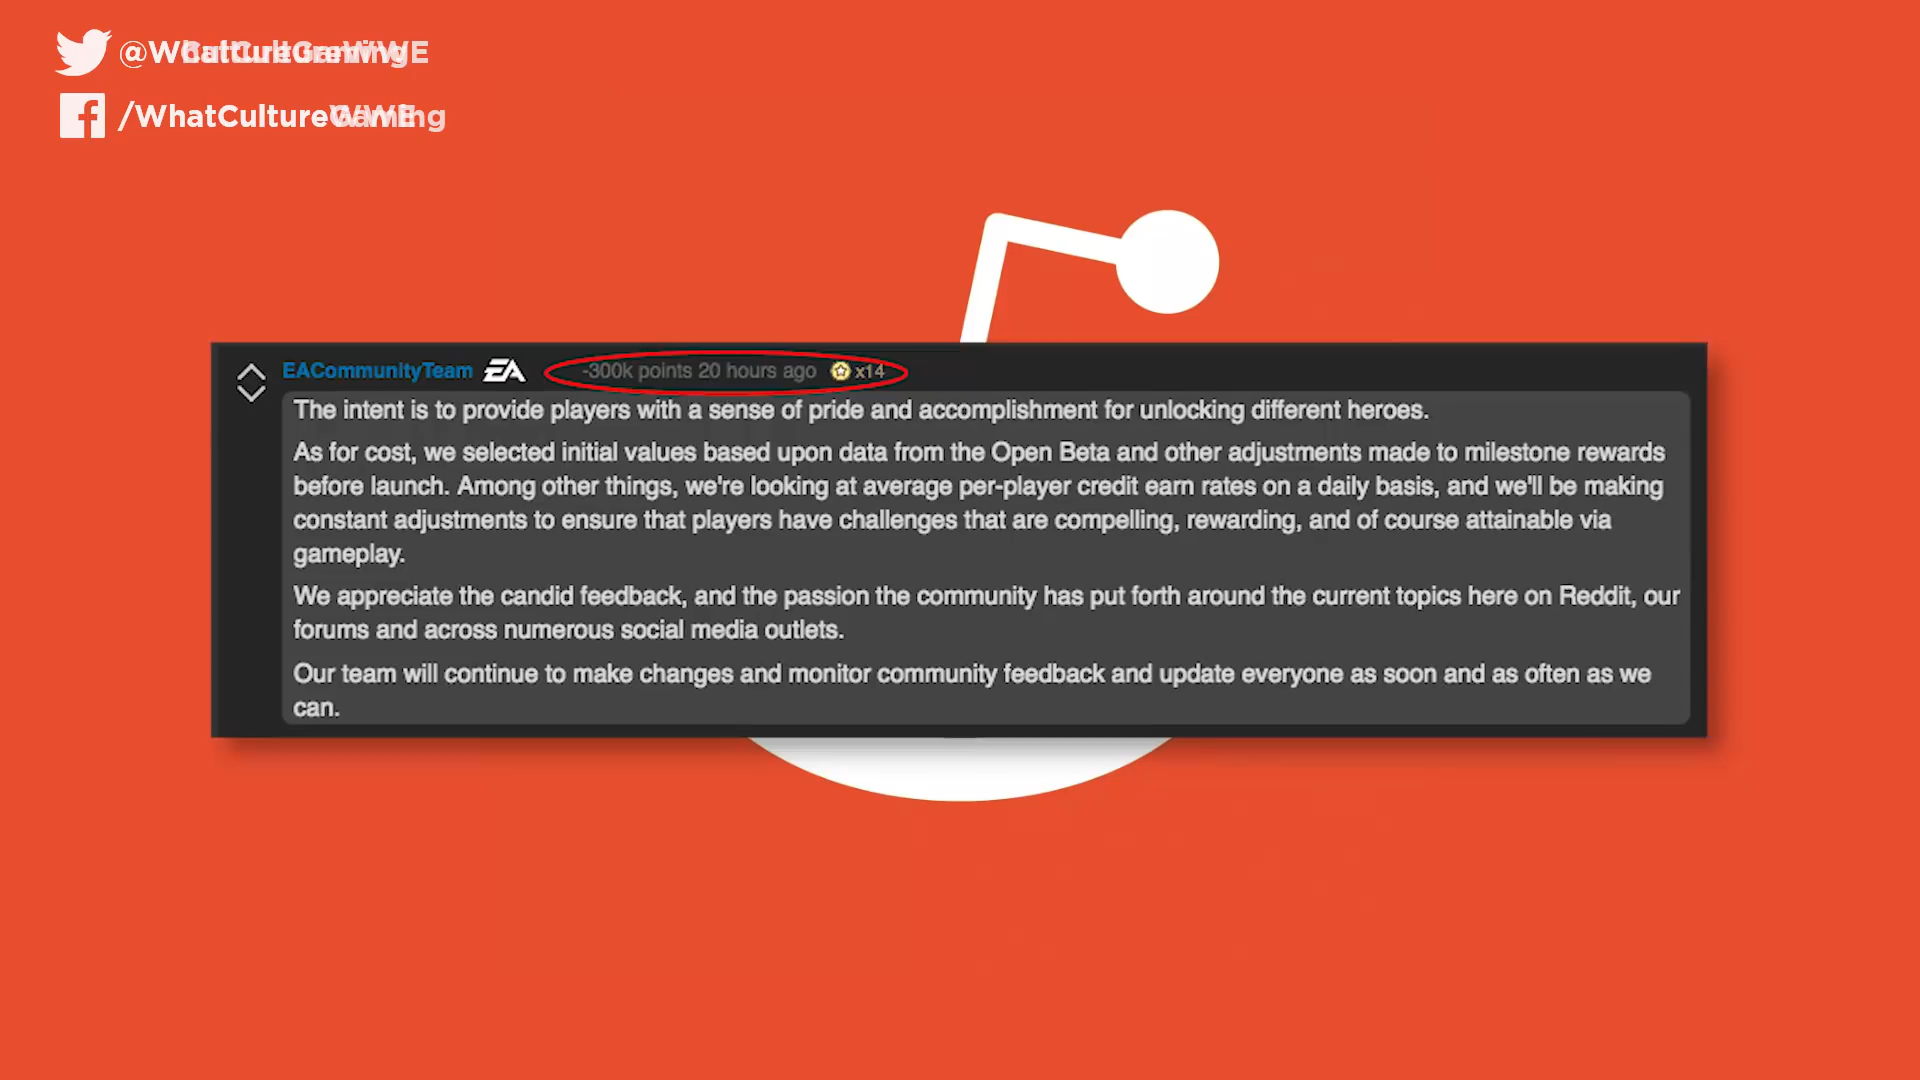 /WhatCulture
EACommunityTeam EA -300k points 20 hours ago x14
The intent is to provide players with a sense of pride and accomplishment for unlocking different heroes.
As for cost, we selected initial values based upon data from the Open Beta and other adjustments made to milestone rewards
before launch. Among other things, we're looking at average per-player credit earn rates on a daily basis, and we'll be making
constant adjustments to ensure that players have challenges that are compelling, rewarding, and of course attainable via
gameplay.
We appreciate the candid feedback, and the passion the community has put forth around the current topics here on Reddit, our
forums and across numerous social media outlets.
Our team will continue to make changes and monitor community feedback and update everyone as soon and as often as we
can.